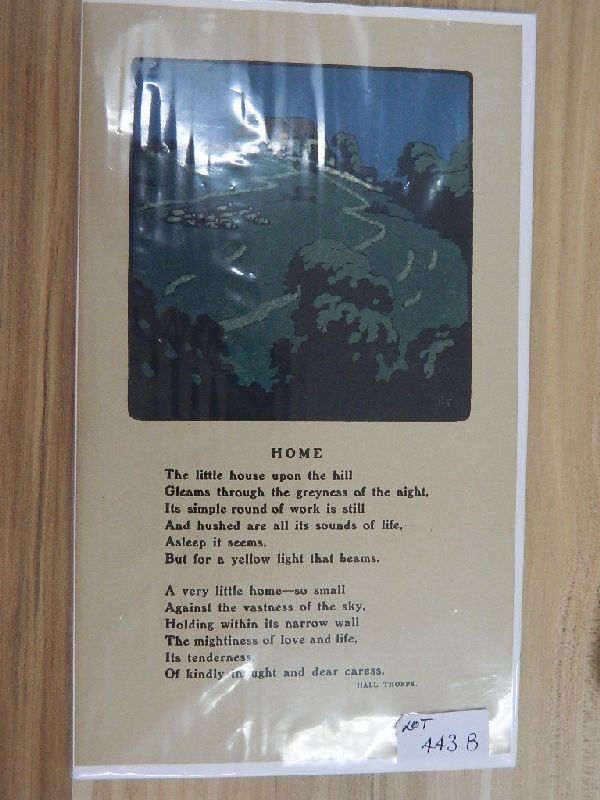 HT
HOME
The little house upon the hill
Gleams through the greyness of the night,
Its simple round of work is still
And hushed are all its sounds of life,
Asleep it seems.
But for a yellow light that beams.
A very little home—so small
Against the vastness of the sky,
Holding within its narrow wall
The mightiness of love and life,
Its tenderness,
Of kindly and dear caress.
HALL THORPE.
LOT
443 B